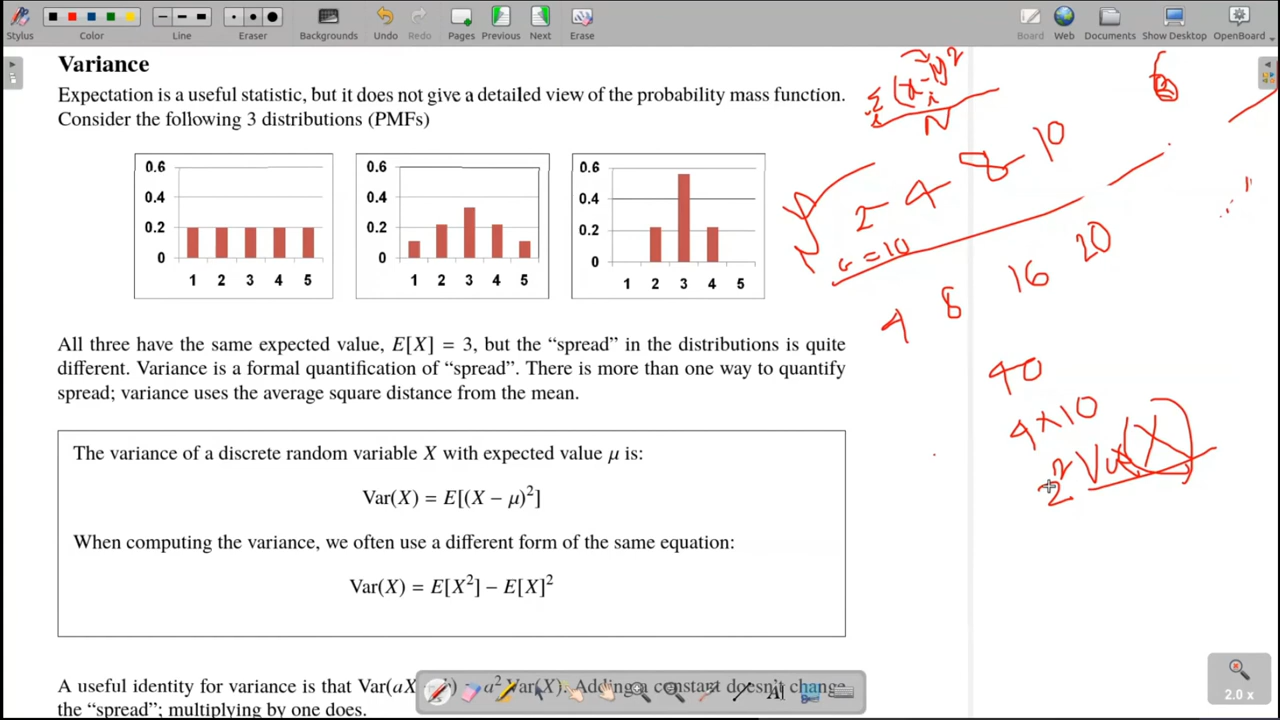 Stylus Color Line Eraser Backgrounds Undo Redo Pages Previous Next Erase Board Web Documents Show Desktop OpenBoard
Variance
Expectation is a useful statistic, but it does not give a detailed view of the probability mass function.
Consider the following 3 distributions (PMFs)
0.6
0.4
0.2
0
1 2 3 4 5
0.6
0.4
0.2
0
1 2 3 4 5
0.6
0.4
0.2
0
1 2 3 4 5
All three have the same expected value, E[X] = 3, but the “spread” in the distributions is quite
different. Variance is a formal quantification of “spread”. There is more than one way to quantify
spread; variance uses the average square distance from the mean.
The variance of a discrete random variable X with expected value μ is:
Var(X) = E[(X − μ)²]
When computing the variance, we often use a different form of the same equation:
Var(X) = E[X²] − E[X]²
A useful identity for variance is that Var(aX = a² Var(X). Adding a constant doesn't change
the “spread”; multiplying by one does.
N
2 4 8 10
= 10
4 8 16 20
40
4 × 10
2² Var(X)
2.0 x